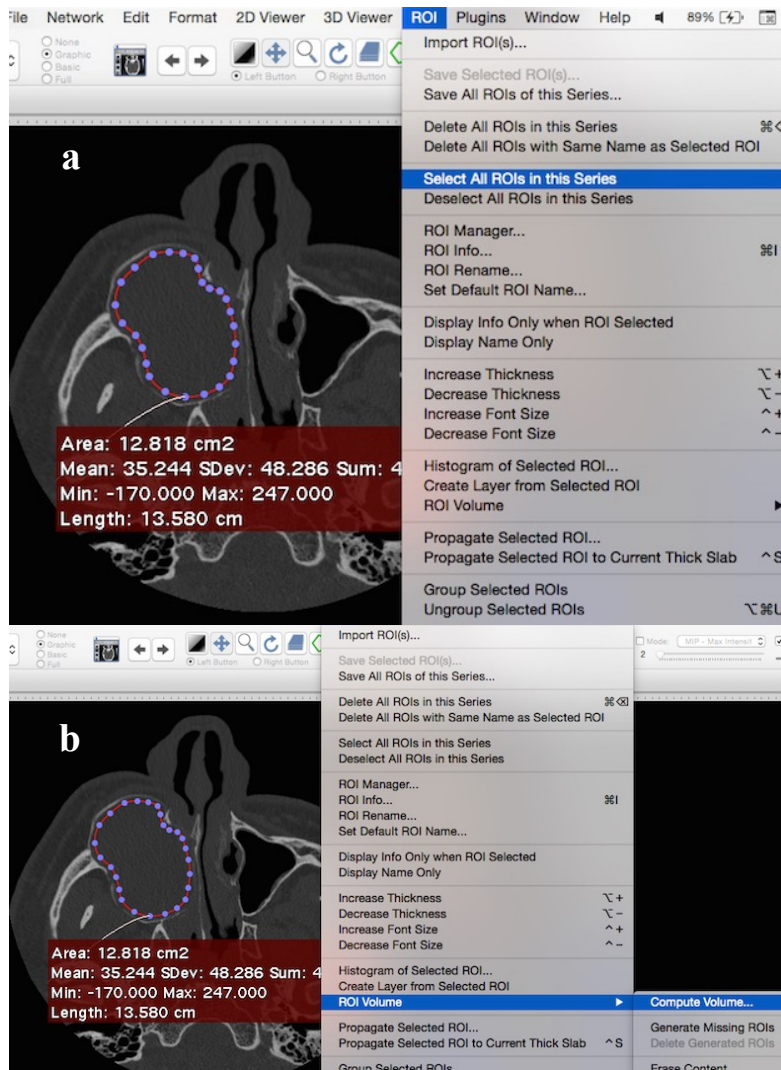 File Network Edit Format 2D Viewer 3D Viewer ROI Plugins Window Help 89%
None
Graphic
Basic
Full
Left Button Right Button
a
Import ROI(s)...
Save Selected ROI(s)...
Save All ROIs of this Series...
Delete All ROIs in this Series ⌘
Delete All ROIs with Same Name as Selected ROI
Select All ROIs in this Series
Deselect All ROIs in this Series
ROI Manager...
ROI Info... ⌘I
ROI Rename...
Set Default ROI Name...
Display Info Only when ROI Selected
Display Name Only
Increase Thickness ⌥+
Decrease Thickness ⌥-
Increase Font Size ^+
Decrease Font Size ^-
Histogram of Selected ROI...
Create Layer from Selected ROI
ROI Volume
Propagate Selected ROI...
Propagate Selected ROI to Current Thick Slab ^S
Group Selected ROIs
Ungroup Selected ROIs ⌥⌘U
Area: 12.818 cm2
Mean: 35.244 SDev: 48.286 Sum: 4
Min: -170.000 Max: 247.000
Length: 13.580 cm
None
Graphic
Basic
Full
Left Button Right Button
Mode: MIP - Max Intensit
2
b
Import ROI(s)...
Save Selected ROI(s)...
Save All ROIs of this Series...
Delete All ROIs in this Series ⌘⌫
Delete All ROIs with Same Name as Selected ROI
Select All ROIs in this Series
Deselect All ROIs in this Series
ROI Manager...
ROI Info... ⌘I
ROI Rename...
Set Default ROI Name...
Display Info Only when ROI Selected
Display Name Only
Increase Thickness ⌥+
Decrease Thickness ⌥-
Increase Font Size ^+
Decrease Font Size ^-
Histogram of Selected ROI...
Create Layer from Selected ROI
ROI Volume
Compute Volume...
Propagate Selected ROI...
Generate Missing ROIs
Propagate Selected ROI to Current Thick Slab ^S
Delete Generated ROIs
Group Selected ROIs
Erase Content
Area: 12.818 cm2
Mean: 35.244 SDev: 48.286 Sum: 4
Min: -170.000 Max: 247.000
Length: 13.580 cm